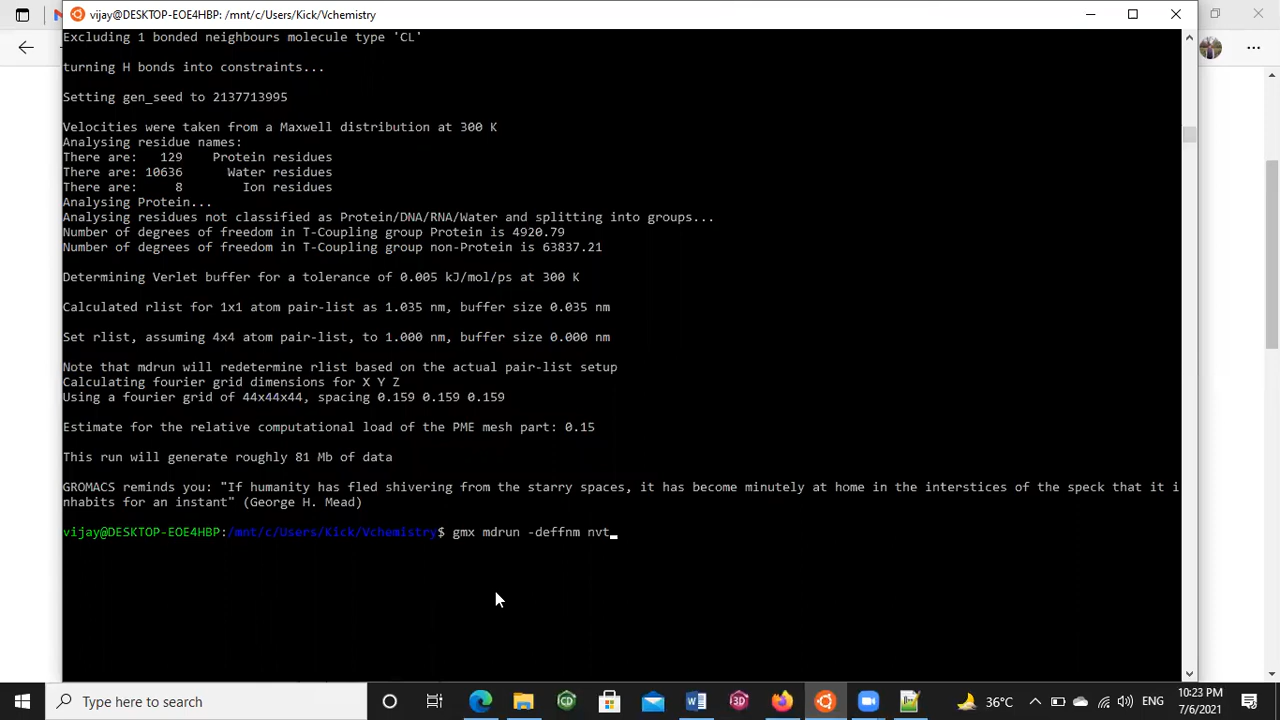 vijay@DESKTOP-EOE4HBP: /mnt/c/Users/Kick/Vchemistry
Excluding 1 bonded neighbours molecule type 'CL'
turning H bonds into constraints...
Setting gen_seed to 2137713995
Velocities were taken from a Maxwell distribution at 300 K
Analysing residue names:
There are:   129    Protein residues
There are: 10636      Water residues
There are:     8        Ion residues
Analysing Protein...
Analysing residues not classified as Protein/DNA/RNA/Water and splitting into groups...
Number of degrees of freedom in T-Coupling group Protein is 4920.79
Number of degrees of freedom in T-Coupling group non-Protein is 63837.21
Determining Verlet buffer for a tolerance of 0.005 kJ/mol/ps at 300 K
Calculated rlist for 1x1 atom pair-list as 1.035 nm, buffer size 0.035 nm
Set rlist, assuming 4x4 atom pair-list, to 1.000 nm, buffer size 0.000 nm
Note that mdrun will redetermine rlist based on the actual pair-list setup
Calculating fourier grid dimensions for X Y Z
Using a fourier grid of 44x44x44, spacing 0.159 0.159 0.159
Estimate for the relative computational load of the PME mesh part: 0.15
This run will generate roughly 81 Mb of data
GROMACS reminds you: "If humanity has fled shivering from the starry spaces, it has become minutely at home in the interstices of the speck that it i
nhabits for an instant" (George H. Mead)
vijay@DESKTOP-EOE4HBP:/mnt/c/Users/Kick/Vchemistry$ gmx mdrun -deffnm nvt
Type here to search
36°C
ENG
10:23 PM
7/6/2021